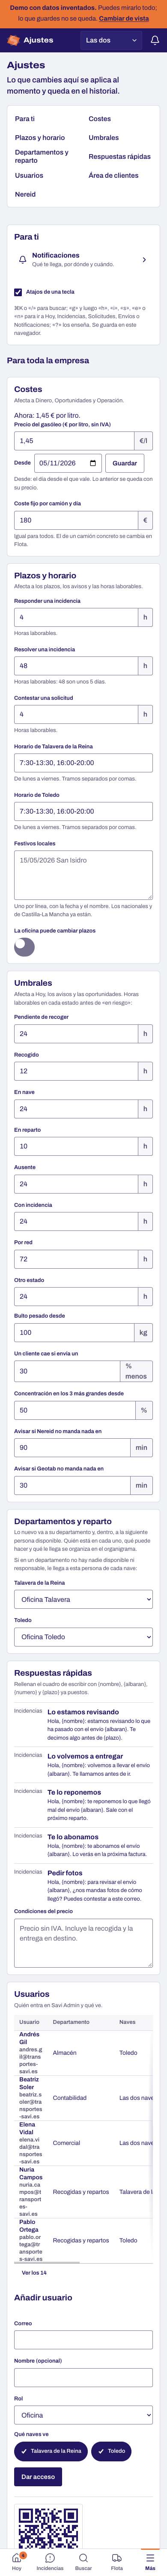 Demo con datos inventados. Puedes mirarlo todo;
lo que guardes no se queda. Cambiar de vista
Ajustes
Las dos
Ajustes
Lo que cambies aquí se aplica al
momento y queda en el historial.
Para ti
Costes
Plazos y horario
Umbrales
Departamentos y
reparto
Respuestas rápidas
Usuarios
Área de clientes
Nereid
Para ti
Notificaciones
Qué te llega, por dónde y cuándo.
Atajos de una tecla
⌘K o «/» para buscar; «g» y luego «h», «i», «s», «e» o
«n» para ir a Hoy, Incidencias, Solicitudes, Envíos o
Notificaciones; «?» los enseña. Se guarda en este
navegador.
Para toda la empresa
Costes
Afecta a Dinero, Oportunidades y Operación.
Ahora: 1,45 € por litro.
Precio del gasóleo (€ por litro, sin IVA)
1,45
€/l
Desde
05/11/2026
Guardar
Desde: el día desde el que vale. Lo anterior se queda con
su precio.
Coste fijo por camión y día
180
€
Igual para todos. El de un camión concreto se cambia en
Flota.
Plazos y horario
Afecta a los plazos, los avisos y las horas laborables.
Responder una incidencia
4
h
Horas laborables.
Resolver una incidencia
48
h
Horas laborables: 48 son unos 5 días.
Contestar una solicitud
4
h
Horas laborables.
Horario de Talavera de la Reina
7:30-13:30, 16:00-20:00
De lunes a viernes. Tramos separados por comas.
Horario de Toledo
7:30-13:30, 16:00-20:00
De lunes a viernes. Tramos separados por comas.
Festivos locales
15/05/2026 San Isidro
Uno por línea, con la fecha y el nombre. Los nacionales y
de Castilla-La Mancha ya están.
La oficina puede cambiar plazos
Umbrales
Afecta a Hoy, los avisos y las oportunidades. Horas
laborables en cada estado antes de «en riesgo»:
Pendiente de recoger
24
h
Recogido
12
h
En nave
24
h
En reparto
10
h
Ausente
24
h
Con incidencia
24
h
Por red
72
h
Otro estado
24
h
Bulto pesado desde
100
kg
Un cliente cae si envía un
30
%
menos
Concentración en los 3 más grandes desde
50
%
Avisar si Nereid no manda nada en
90
min
Avisar si Geotab no manda nada en
30
min
Departamentos y reparto
Lo nuevo va a su departamento y, dentro, a la siguiente
persona disponible. Quién está en cada uno, qué puede
hacer y qué le llega se organiza en el organigrama.
Si en un departamento no hay nadie disponible ni
responsable, le llega a esta persona de cada nave:
Talavera de la Reina
Oficina Talavera
Toledo
Oficina Toledo
Respuestas rápidas
Rellenan el cuadro de escribir con {nombre}, {albaran},
{numero} y {plazo} ya puestos.
Incidencias
Lo estamos revisando
Hola, {nombre}: estamos revisando lo que
ha pasado con el envío {albaran}. Te
decimos algo antes de {plazo}.
Incidencias
Lo volvemos a entregar
Hola, {nombre}: volvemos a llevar el envío
{albaran}. Te llamamos antes de ir.
Incidencias
Te lo reponemos
Hola, {nombre}: te reponemos lo que llegó
mal del envío {albaran}. Sale con el
próximo reparto.
Incidencias
Te lo abonamos
Hola, {nombre}: te abonamos el envío
{albaran}. Lo verás en la próxima factura.
Incidencias
Pedir fotos
Hola, {nombre}: para revisar el envío
{albaran}, ¿nos mandas fotos de cómo
llegó? Puedes contestar a este correo.
Condiciones del precio
Precio sin IVA. Incluye la recogida y la
entrega en destino.
Usuarios
Quién entra en Savi Admin y qué ve.
Usuario
Departamento
Naves
Andrés
Gil
andres.g
il@trans
portes-
savi.es
Almacén
Toledo
Beatriz
Soler
beatriz.s
oler@tra
nsportes
-savi.es
Contabilidad
Las dos nave
Elena
Vidal
elena.vi
dal@tra
nsportes
-savi.es
Comercial
Las dos nave
Nuria
Campos
nuria.ca
mpos@t
ransport
es-
savi.es
Recogidas y repartos
Talavera de l
Pablo
Ortega
pablo.or
tega@tr
ansporte
s-savi.es
Recogidas y repartos
Toledo
Ver los 14
Añadir usuario
Correo
Nombre (opcional)
Rol
Oficina
Qué naves ve
Talavera de la Reina
Toledo
Dar acceso
4
Hoy
Incidencias
Buscar
Flota
Más